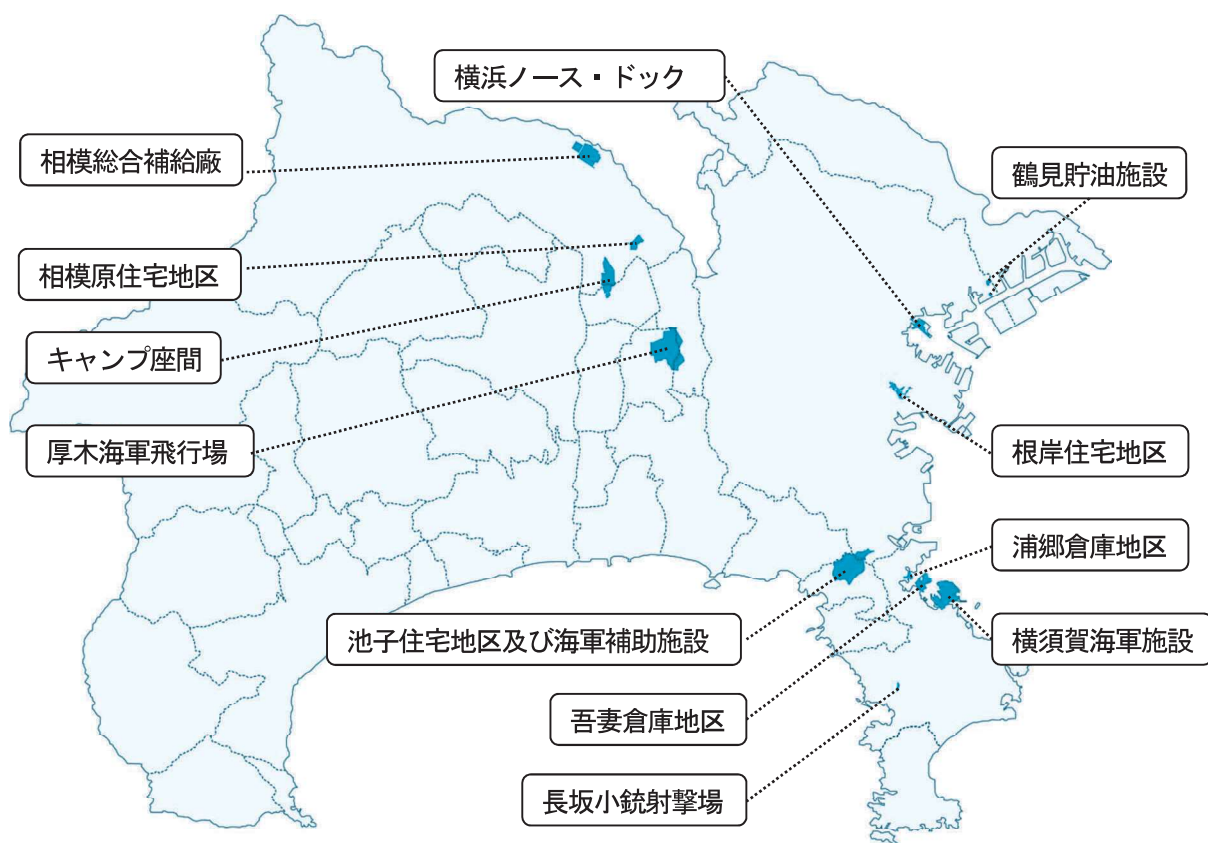 横浜ノース・ドック
相模総合補給廠
鶴見貯油施設
相模原住宅地区
キャンプ座間
厚木海軍飛行場
根岸住宅地区
浦郷倉庫地区
池子住宅地区及び海軍補助施設
横須賀海軍施設
吾妻倉庫地区
長坂小銃射撃場